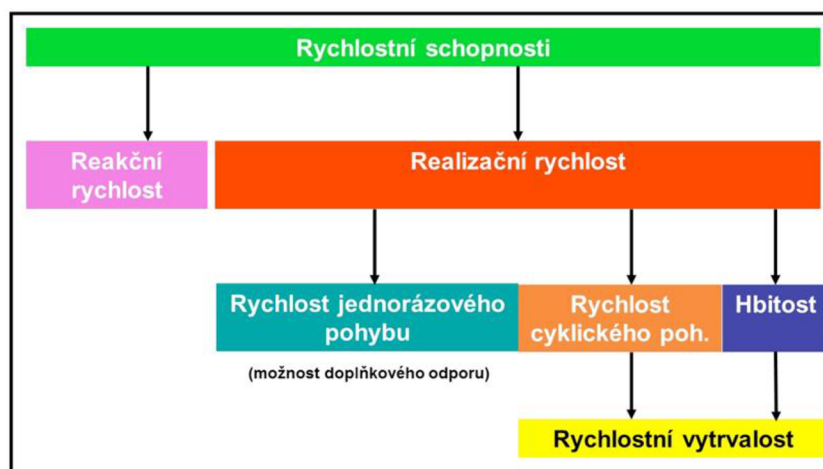 Rychlostní schopnosti
Reakční
rychlost
Realizační rychlost
Rychlost jednorázového
pohybu
Rychlost
cyklického poh.
Hbitost
(možnost doplňkového odporu)
Rychlostní vytrvalost